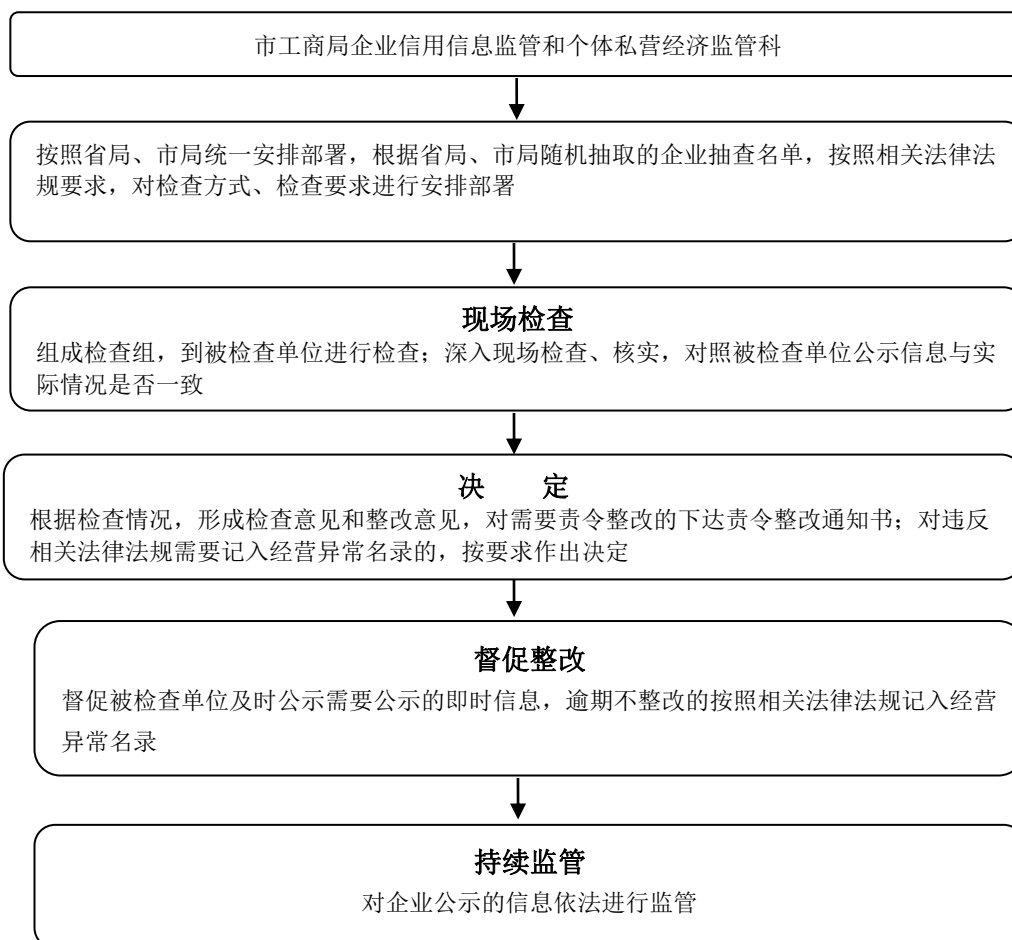 市工商局企业信用信息监管和个体私营经济监管科
按照省局、市局统一安排部署，根据省局、市局随机抽取的企业抽查名单，按照相关法律法
规要求，对检查方式、检查要求进行安排部署
现场检查
组成检查组，到被检查单位进行检查；深入现场检查、核实，对照被检查单位公示信息与实
际情况是否一致
决　　定
根据检查情况，形成检查意见和整改意见，对需要责令整改的下达责令整改通知书；对违反
相关法律法规需要记入经营异常名录的，按要求作出决定
督促整改
督促被检查单位及时公示需要公示的即时信息，逾期不整改的按照相关法律法规记入经营
异常名录
持续监管
对企业公示的信息依法进行监管